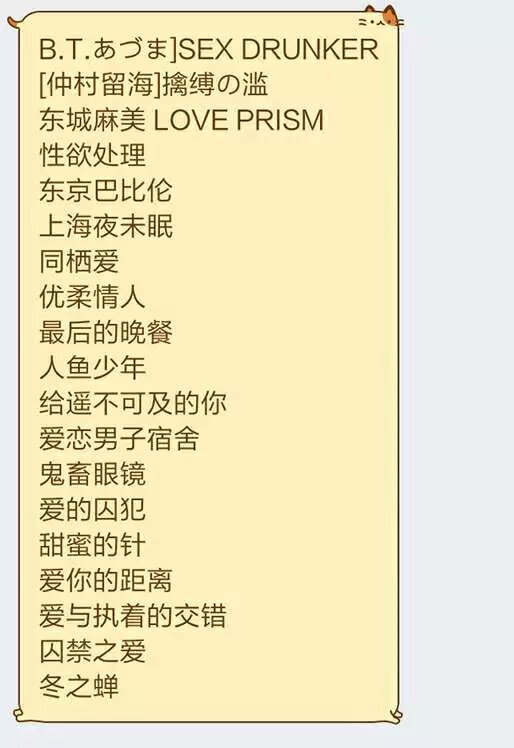 B.T.あづま]SEX DRUNKER
[仲村留海]擒缚の滥
东城麻美 LOVE PRISM
性欲处理
东京巴比伦
上海夜未眠
同栖爱
优柔情人
最后的晚餐
人鱼少年
给遥不可及的你
爱恋男子宿舍
鬼畜眼镜
爱的囚犯
甜蜜的针
爱你的距离
爱与执着的交错
囚禁之爱
冬之蝉